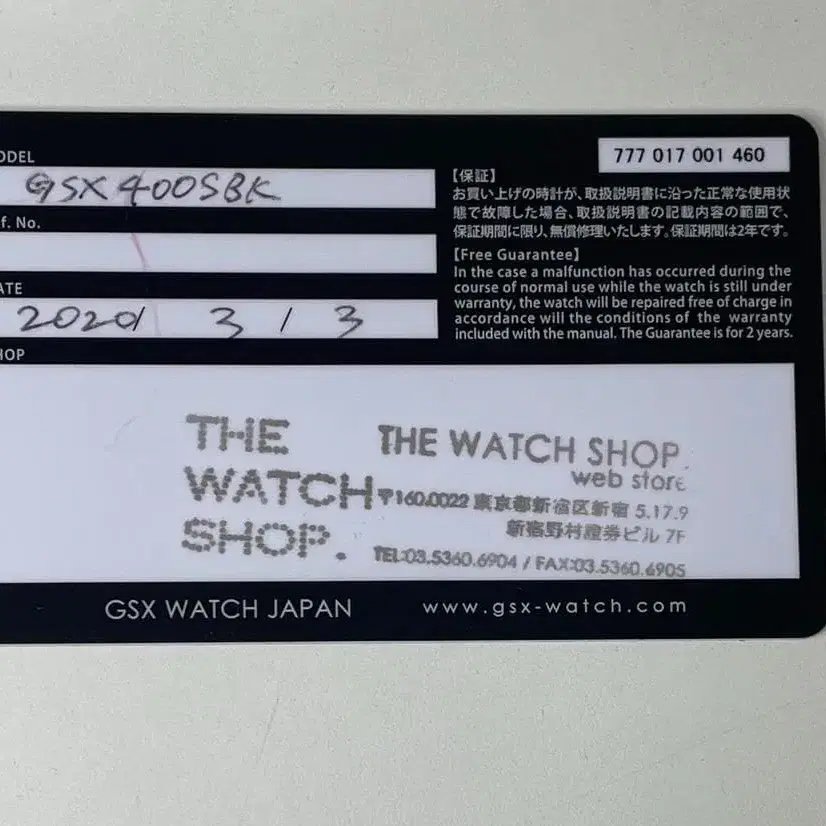 ODEL
GSX400SBK
f. No.
ATE
2020/ 3 / 3
HOP
777 017 001 460
【保証】
お買い上げの時計が、取扱説明書に沿った正常な使用状
態で故障した場合、取扱説明書の記載内容の範囲で、
保証期間に限り、無償修理いたします。保証期間は2年です。
【Free Guarantee】
In the case a malfunction has occurred during the
course of normal use while the watch is still under
warranty, the watch will be repaired free of charge in
accordance will the conditions of the warranty
included with the manual. The Guarantee is for 2 years.
THE
WATCH
SHOP.
THE WATCH SHOP.
web store
〒160.0022 東京都新宿区新宿 5.17.9
新宿野村證券ビル 7F
TEL:03.5360.6904 / FAX:03.5360.6905
GSX WATCH JAPAN
www.gsx-watch.com